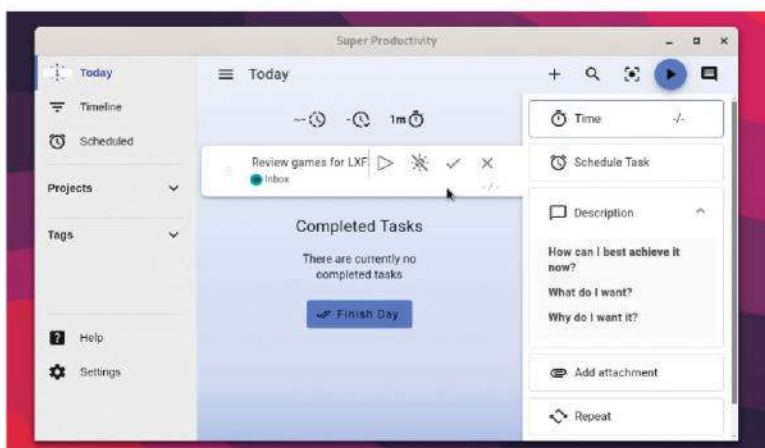 Super Productivity
Today
Timeline
Scheduled
Projects
Tags
Help
Settings
Today
-- - 1m
Review games for LXF
Inbox
-/-
Completed Tasks
There are currently no
completed tasks
Finish Day
Time -/-
Schedule Task
Description
How can I best achieve it
now?
What do I want?
Why do I want it?
Add attachment
Repeat